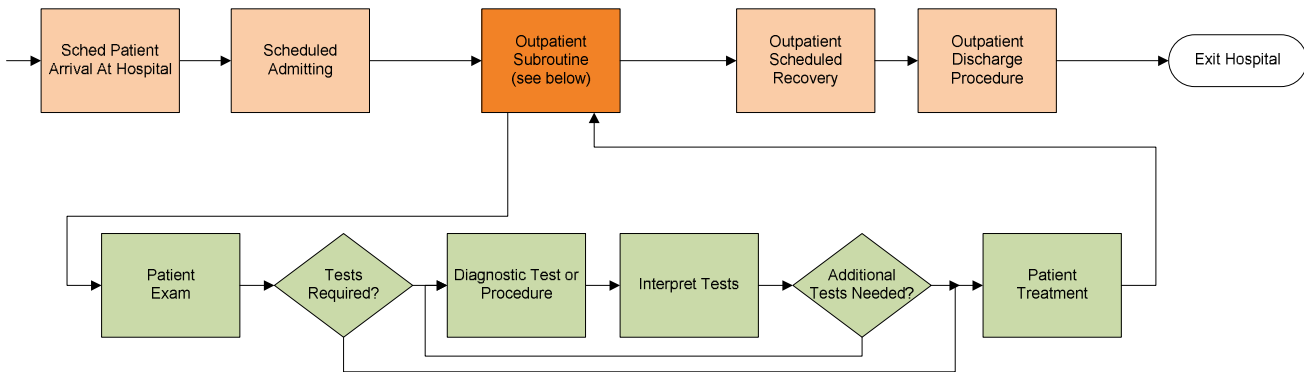 Sched Patient
Arrival At Hospital
Scheduled
Admitting
Outpatient
Subroutine
(see below)
Outpatient
Scheduled
Recovery
Outpatient
Discharge
Procedure
Exit Hospital
Patient
Exam
Tests
Required?
Diagnostic Test or
Procedure
Interpret Tests
Additional
Tests Needed?
Patient
Treatment